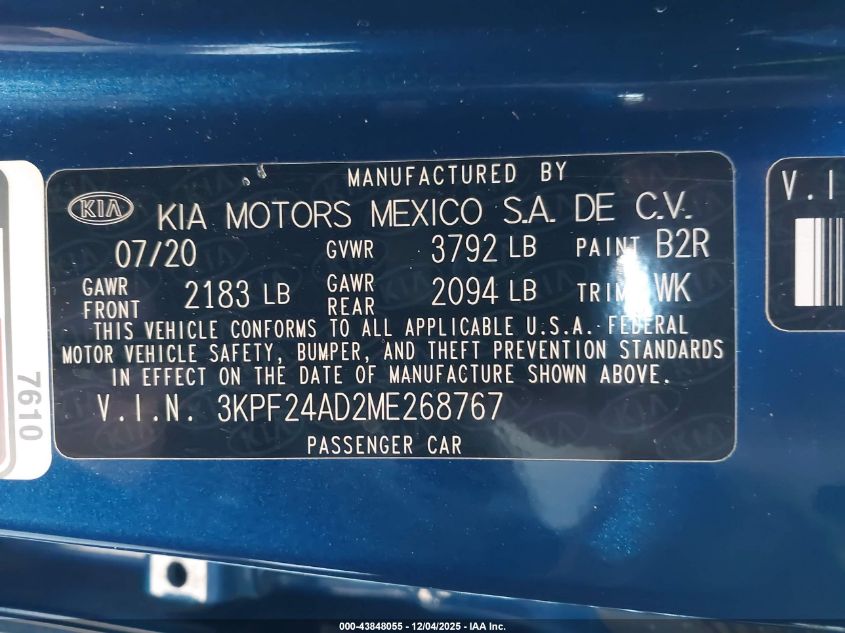 MANUFACTURED BY
KIA KIA MOTORS MEXICO S.A. DE C.V.
07/20 GVWR 3792 LB PAINT B2R
GAWR FRONT 2183 LB GAWR REAR 2094 LB TRIM WK
THIS VEHICLE CONFORMS TO ALL APPLICABLE U.S.A. FEDERAL
MOTOR VEHICLE SAFETY, BUMPER, AND THEFT PREVENTION STANDARDS
IN EFFECT ON THE DATE OF MANUFACTURE SHOWN ABOVE.
V.I.N. 3KPF24AD2ME268767
PASSENGER CAR
7610
V.I
000-43848055 - 12/04/2025 - IAA Inc.